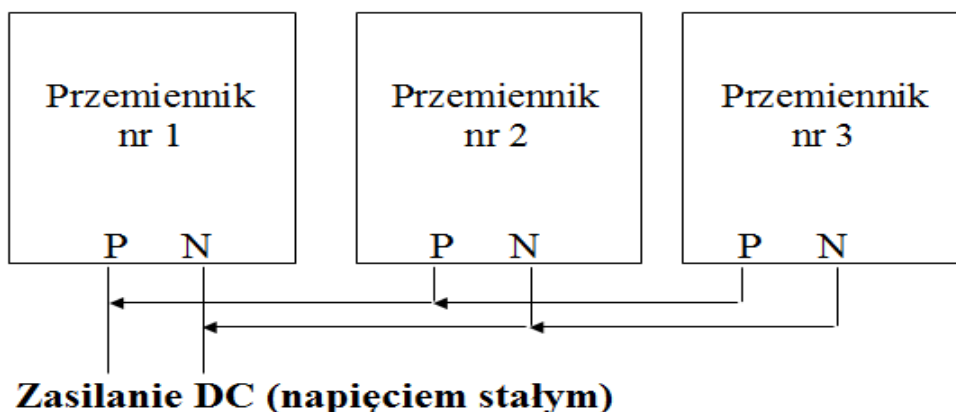 Przemiennik
nr 1
Przemiennik
nr 2
Przemiennik
nr 3
P N
P N
P N
Zasilanie DC (napięciem stałym)